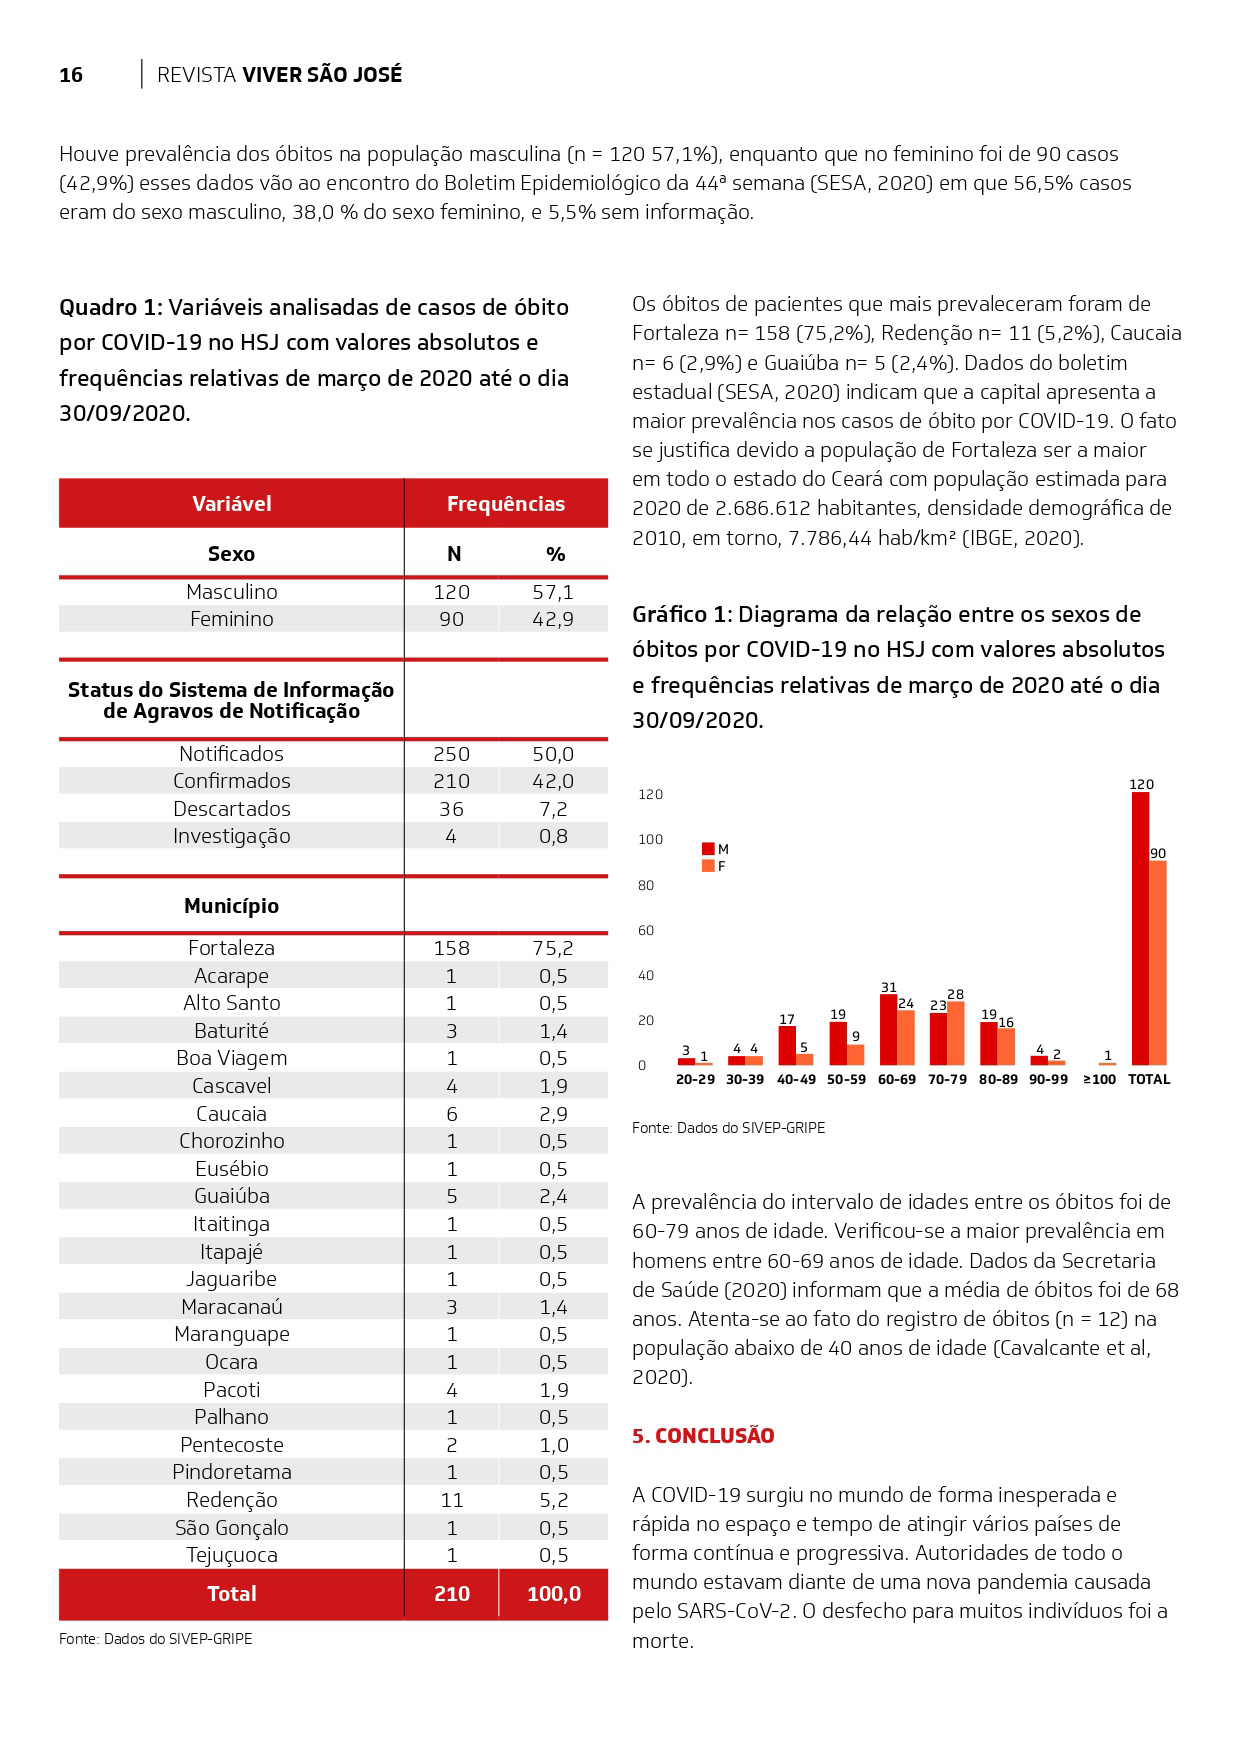 16 REVISTA VIVER SÃO JOSÉ
Houve prevalência dos óbitos na população masculina (n = 120 57,1%), enquanto que no feminino foi de 90 casos
(42,9%) esses dados vão ao encontro do Boletim Epidemiológico da 44ª semana (SESA, 2020) em que 56,5% casos
eram do sexo masculino, 38,0 % do sexo feminino, e 5,5% sem informação.
Quadro 1: Variáveis analisadas de casos de óbito
por COVID-19 no HSJ com valores absolutos e
frequências relativas de março de 2020 até o dia
30/09/2020.
Variável Frequências
Sexo N %
Masculino 120 57,1
Feminino 90 42,9
Status do Sistema de Informação
de Agravos de Notificação
Notificados 250 50,0
Confirmados 210 42,0
Descartados 36 7,2
Investigação 4 0,8
Município
Fortaleza 158 75,2
Acarape 1 0,5
Alto Santo 1 0,5
Baturité 3 1,4
Boa Viagem 1 0,5
Cascavel 4 1,9
Caucaia 6 2,9
Chorozinho 1 0,5
Eusébio 1 0,5
Guaiúba 5 2,4
Itaitinga 1 0,5
Itapajé 1 0,5
Jaguaribe 1 0,5
Maracanaú 3 1,4
Maranguape 1 0,5
Ocara 1 0,5
Pacoti 4 1,9
Palhano 1 0,5
Pentecoste 2 1,0
Pindoretama 1 0,5
Redenção 11 5,2
São Gonçalo 1 0,5
Tejuçuoca 1 0,5
Total 210 100,0
Fonte: Dados do SIVEP-GRIPE
Os óbitos de pacientes que mais prevaleceram foram de
Fortaleza n= 158 (75,2%), Redenção n= 11 (5,2%), Caucaia
n= 6 (2,9%) e Guaiúba n= 5 (2,4%). Dados do boletim
estadual (SESA, 2020) indicam que a capital apresenta a
maior prevalência nos casos de óbito por COVID-19. O fato
se justifica devido a população de Fortaleza ser a maior
em todo o estado do Ceará com população estimada para
2020 de 2.686.612 habitantes, densidade demográfica de
2010, em torno, 7.786,44 hab/km² (IBGE, 2020).
Gráfico 1: Diagrama da relação entre os sexos de
óbitos por COVID-19 no HSJ com valores absolutos
e frequências relativas de março de 2020 até o dia
30/09/2020.
120
100
80
60
40
20
0
M
F
3 1 4 4 17 5 19 9 31 24 23 28 19 16 4 2 1 120 90
20-29 30-39 40-49 50-59 60-69 70-79 80-89 90-99 ≥100 TOTAL
Fonte: Dados do SIVEP-GRIPE
A prevalência do intervalo de idades entre os óbitos foi de
60-79 anos de idade. Verificou-se a maior prevalência em
homens entre 60-69 anos de idade. Dados da Secretaria
de Saúde (2020) informam que a média de óbitos foi de 68
anos. Atenta-se ao fato do registro de óbitos (n = 12) na
população abaixo de 40 anos de idade (Cavalcante et al,
2020).
5. CONCLUSÃO
A COVID-19 surgiu no mundo de forma inesperada e
rápida no espaço e tempo de atingir vários países de
forma contínua e progressiva. Autoridades de todo o
mundo estavam diante de uma nova pandemia causada
pelo SARS-CoV-2. O desfecho para muitos indivíduos foi a
morte.